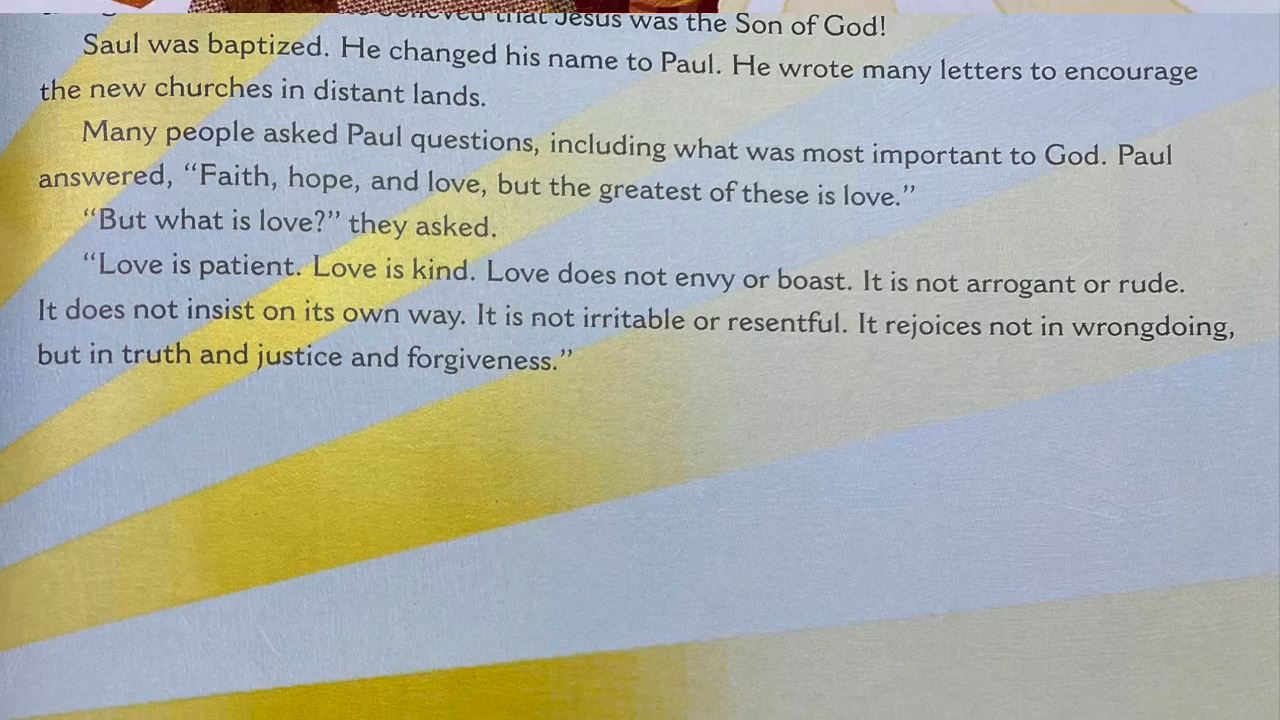 believed that Jesus was the Son of God!
Saul was baptized. He changed his name to Paul. He wrote many letters to encourage
the new churches in distant lands.
Many people asked Paul questions, including what was most important to God. Paul
answered, “Faith, hope, and love, but the greatest of these is love.”
“But what is love?” they asked.
“Love is patient. Love is kind. Love does not envy or boast. It is not arrogant or rude.
It does not insist on its own way. It is not irritable or resentful. It rejoices not in wrongdoing,
but in truth and justice and forgiveness.”